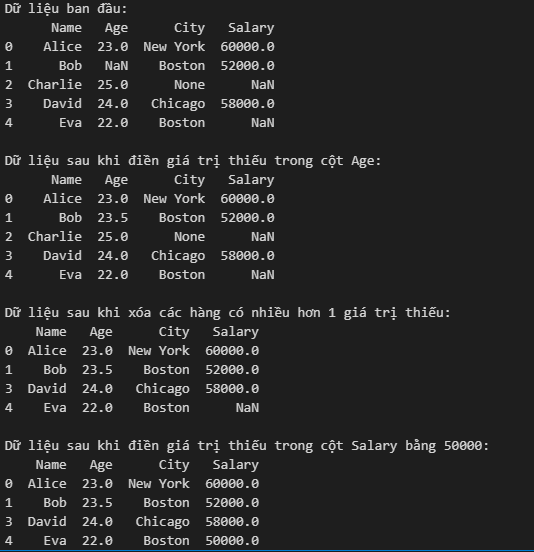 Dữ liệu ban đầu:
      Name   Age      City   Salary
0    Alice  23.0  New York  60000.0
1      Bob   NaN    Boston  52000.0
2  Charlie  25.0      None      NaN
3    David  24.0   Chicago  58000.0
4      Eva  22.0    Boston      NaN

Dữ liệu sau khi điền giá trị thiếu trong cột Age:
      Name   Age      City   Salary
0    Alice  23.0  New York  60000.0
1      Bob  23.5    Boston  52000.0
2  Charlie  25.0      None      NaN
3    David  24.0   Chicago  58000.0
4      Eva  22.0    Boston      NaN

Dữ liệu sau khi xóa các hàng có nhiều hơn 1 giá trị thiếu:
    Name   Age      City   Salary
0  Alice  23.0  New York  60000.0
1    Bob  23.5    Boston  52000.0
3  David  24.0   Chicago  58000.0
4    Eva  22.0    Boston      NaN

Dữ liệu sau khi điền giá trị thiếu trong cột Salary bằng 50000:
    Name   Age      City   Salary
0  Alice  23.0  New York  60000.0
1    Bob  23.5    Boston  52000.0
3  David  24.0   Chicago  58000.0
4    Eva  22.0    Boston  50000.0